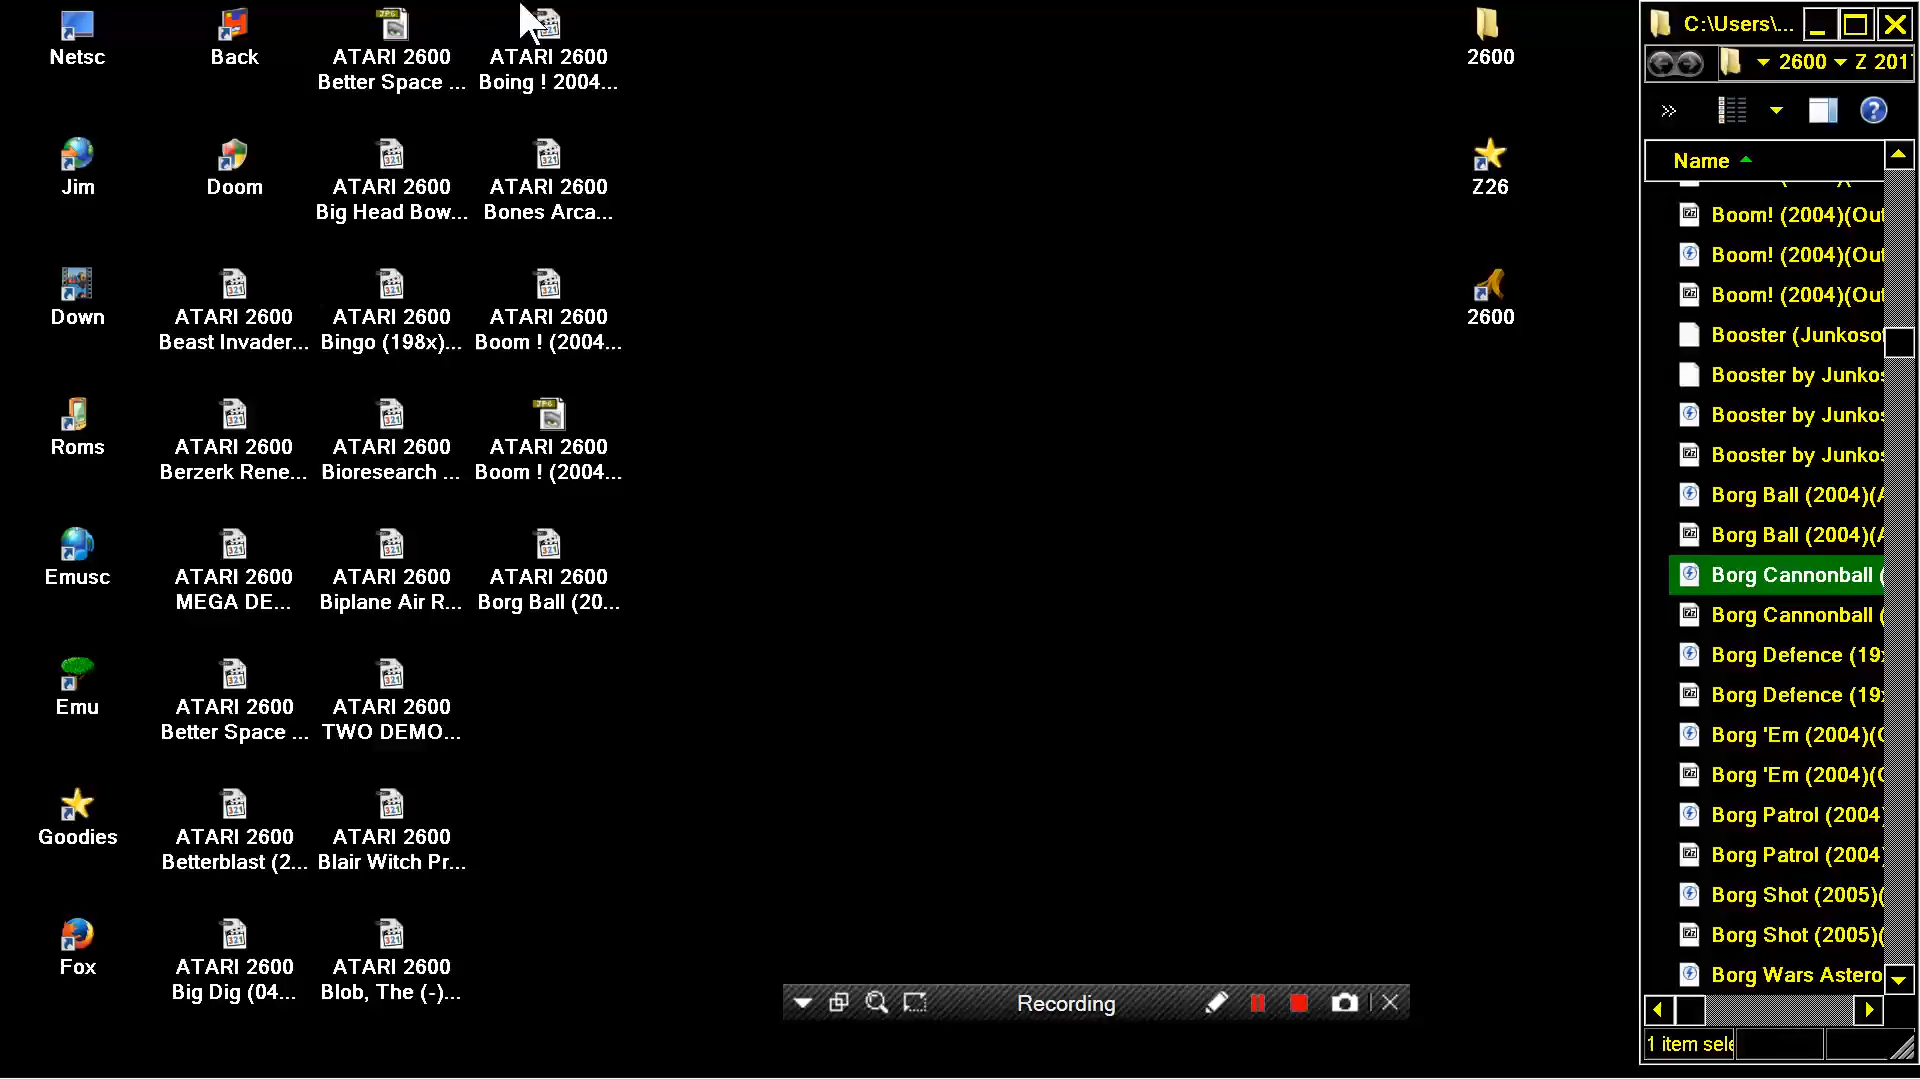 Netsc
Back
ATARI 2600
Better Space ...
ATARI 2600
Boing ! 2004...
2600
Jim
Doom
ATARI 2600
Big Head Bow...
ATARI 2600
Bones Arca...
Z26
Down
ATARI 2600
Beast Invader...
ATARI 2600
Bingo (198x)...
ATARI 2600
Boom ! (2004...
2600
Roms
ATARI 2600
Berzerk Rene...
ATARI 2600
Bioresearch ...
ATARI 2600
Boom ! (2004...
Emusc
ATARI 2600
MEGA DE...
ATARI 2600
Biplane Air R...
ATARI 2600
Borg Ball (20...
Emu
ATARI 2600
Better Space ...
ATARI 2600
TWO DEMO...
Goodies
ATARI 2600
Betterblast (2...
ATARI 2600
Blair Witch Pr...
Fox
ATARI 2600
Big Dig (04...
ATARI 2600
Blob, The (-)...
Recording
C:\Users\...
2600 Z 201
Name
Boom! (2004)(Ou
Boom! (2004)(Ou
Boom! (2004)(Ou
Booster (Junkoso
Booster by Junko
Booster by Junko
Booster by Junko
Borg Ball (2004)(
Borg Ball (2004)(
Borg Cannonball (
Borg Cannonball (
Borg Defence (19
Borg Defence (19
Borg 'Em (2004)(
Borg 'Em (2004)(
Borg Patrol (2004
Borg Patrol (2004
Borg Shot (2005)(
Borg Shot (2005)(
Borg Wars Astero
1 item sele